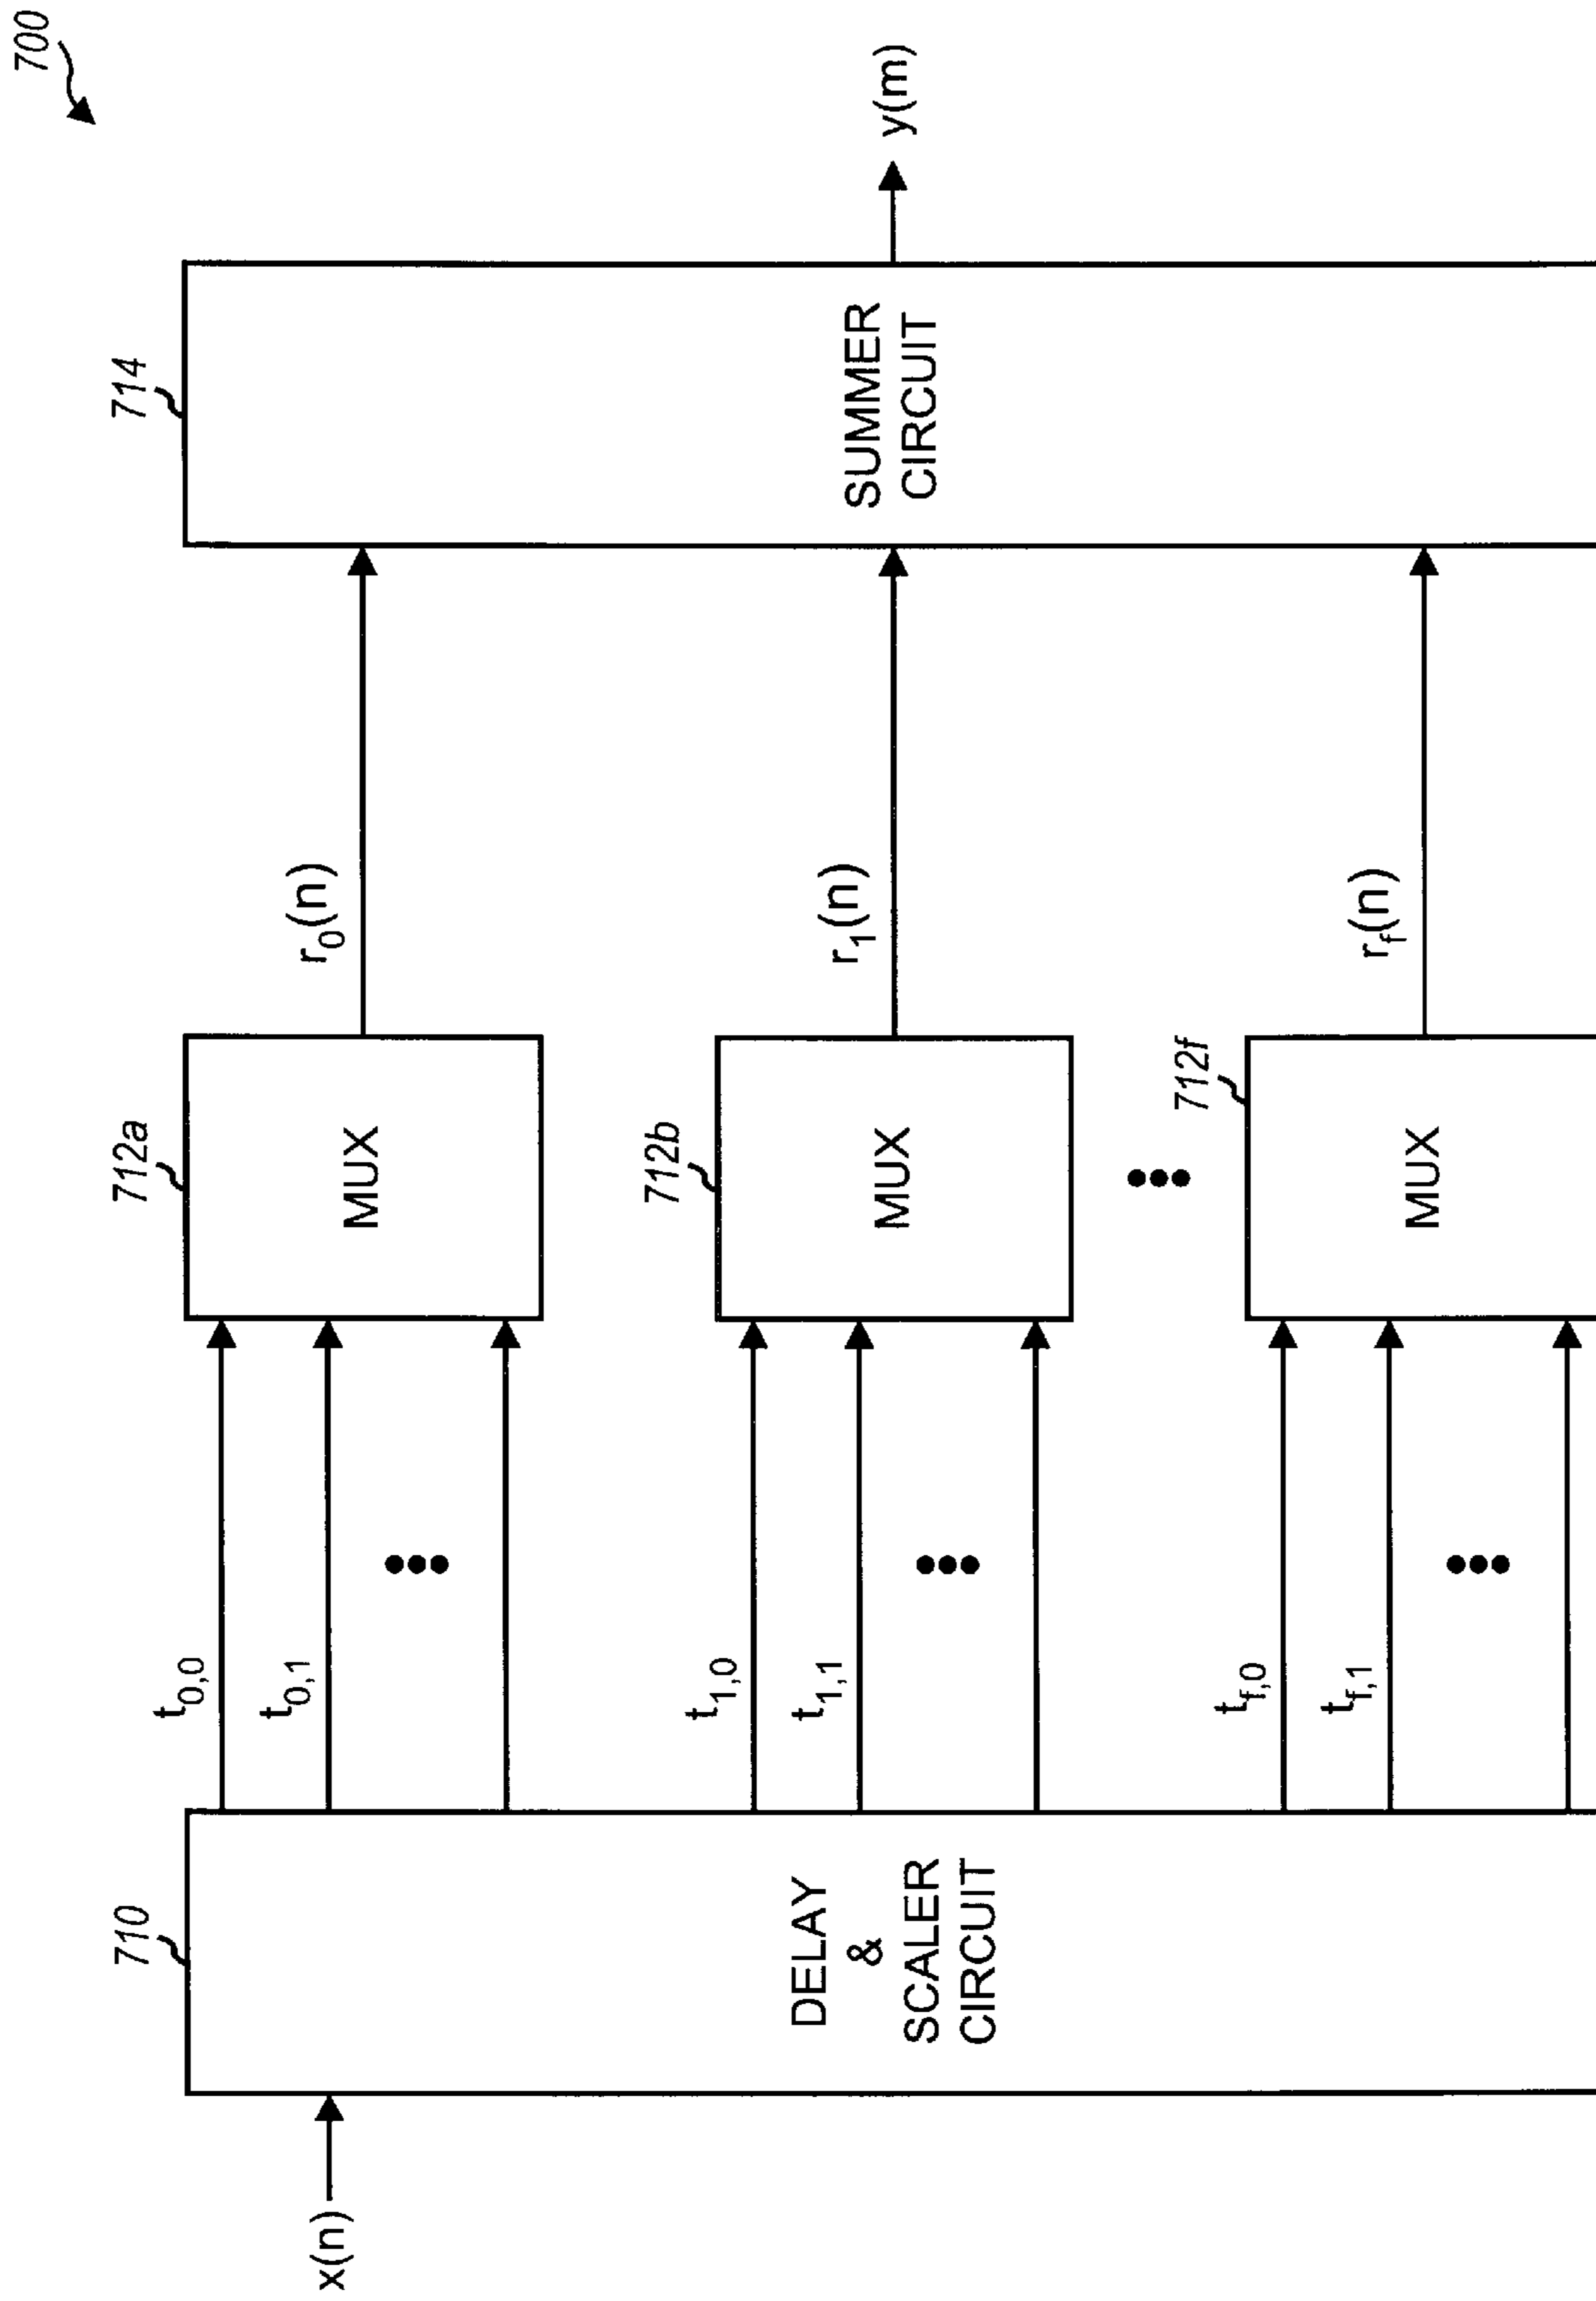 700
710
712a
714
x(n)
t0,0
t0,1
MUX
r0(n)
712b
t1,0
t1,1
MUX
r1(n)
DELAY
&
SCALER
CIRCUIT
SUMMER
CIRCUIT
y(m)
712f
tf,0
tf,1
MUX
rf(n)